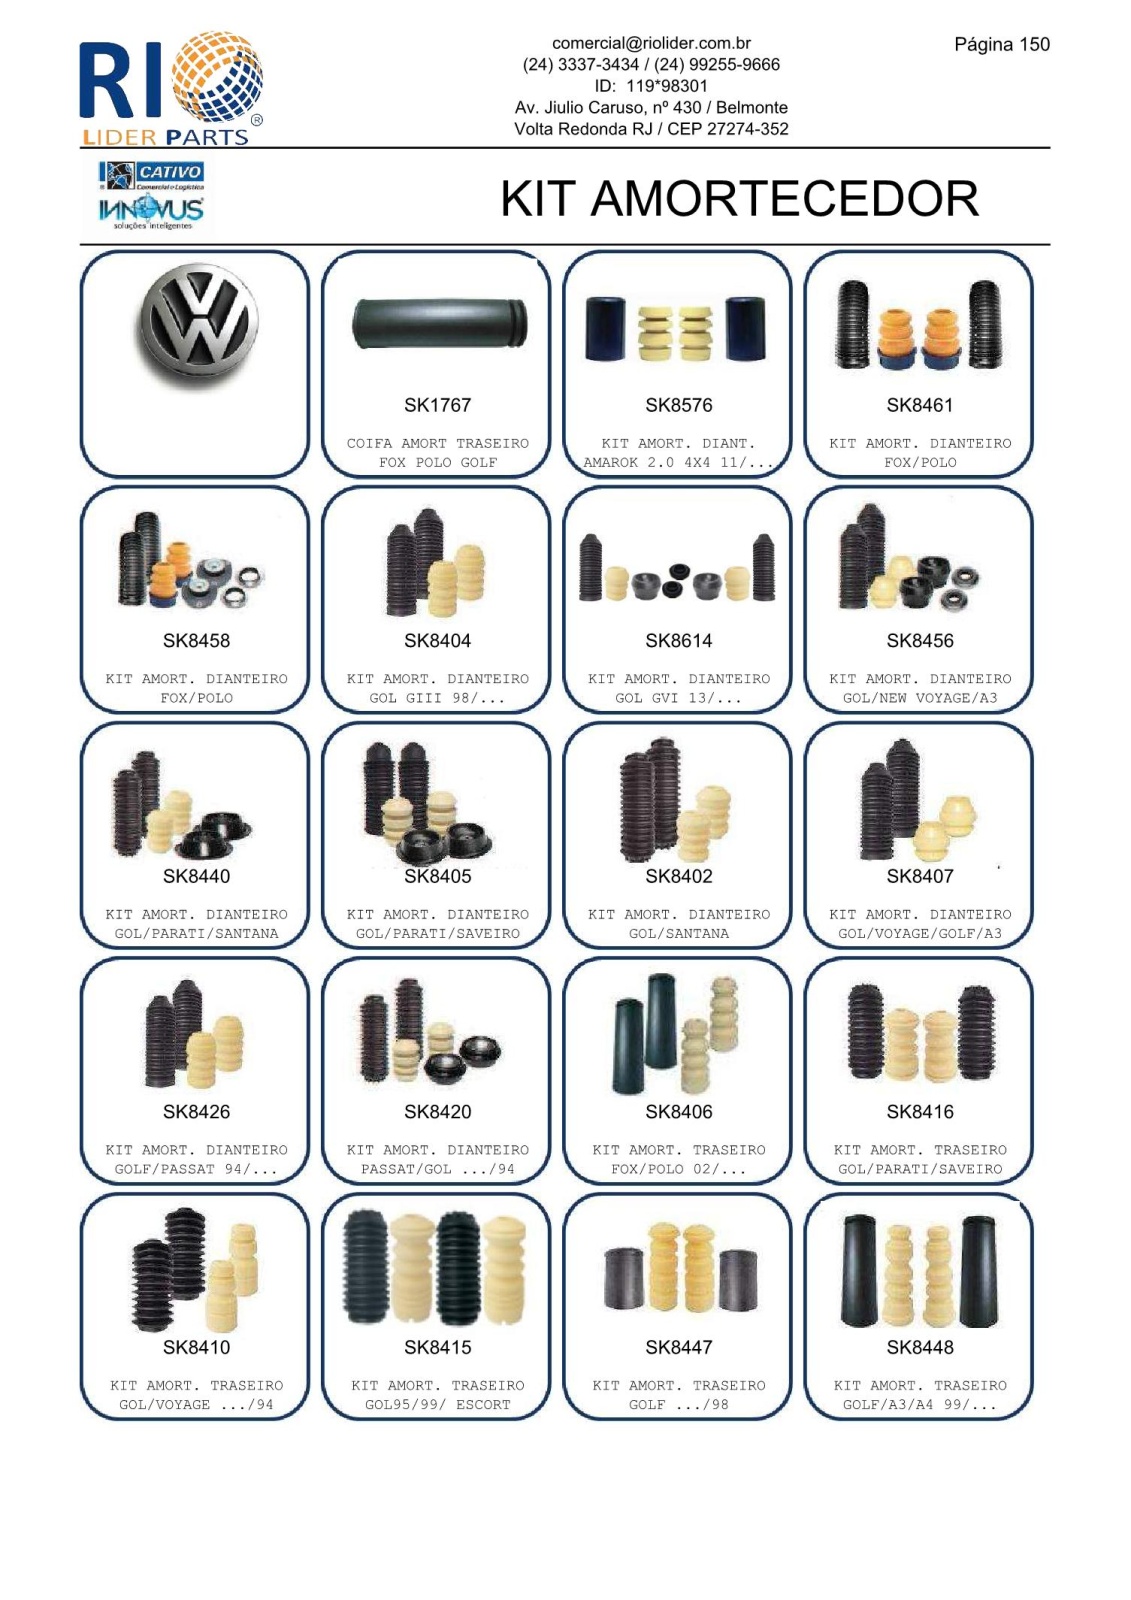 RIO
LIDER PARTS
®
comercial@riolider.com.br
(24) 3337-3434 / (24) 99255-9666
ID: 119*98301
Av. Jiulio Caruso, nº 430 / Belmonte
Volta Redonda RJ / CEP 27274-352
Página 150
CATIVO
Comercial e Logística
INNOVUS
soluções inteligentes
KIT AMORTECEDOR
SK1767
COIFA AMORT TRASEIRO
FOX POLO GOLF
SK8576
KIT AMORT. DIANT.
AMAROK 2.0 4X4 11/...
SK8461
KIT AMORT. DIANTEIRO
FOX/POLO
SK8458
KIT AMORT. DIANTEIRO
FOX/POLO
SK8404
KIT AMORT. DIANTEIRO
GOL GIII 98/...
SK8614
KIT AMORT. DIANTEIRO
GOL GVI 13/...
SK8456
KIT AMORT. DIANTEIRO
GOL/NEW VOYAGE/A3
SK8440
KIT AMORT. DIANTEIRO
GOL/PARATI/SANTANA
SK8405
KIT AMORT. DIANTEIRO
GOL/PARATI/SAVEIRO
SK8402
KIT AMORT. DIANTEIRO
GOL/SANTANA
SK8407
KIT AMORT. DIANTEIRO
GOL/VOYAGE/GOLF/A3
SK8426
KIT AMORT. DIANTEIRO
GOLF/PASSAT 94/...
SK8420
KIT AMORT. DIANTEIRO
PASSAT/GOL .../94
SK8406
KIT AMORT. TRASEIRO
FOX/POLO 02/...
SK8416
KIT AMORT. TRASEIRO
GOL/PARATI/SAVEIRO
SK8410
KIT AMORT. TRASEIRO
GOL/VOYAGE .../94
SK8415
KIT AMORT. TRASEIRO
GOL95/99/ ESCORT
SK8447
KIT AMORT. TRASEIRO
GOLF .../98
SK8448
KIT AMORT. TRASEIRO
GOLF/A3/A4 99/...